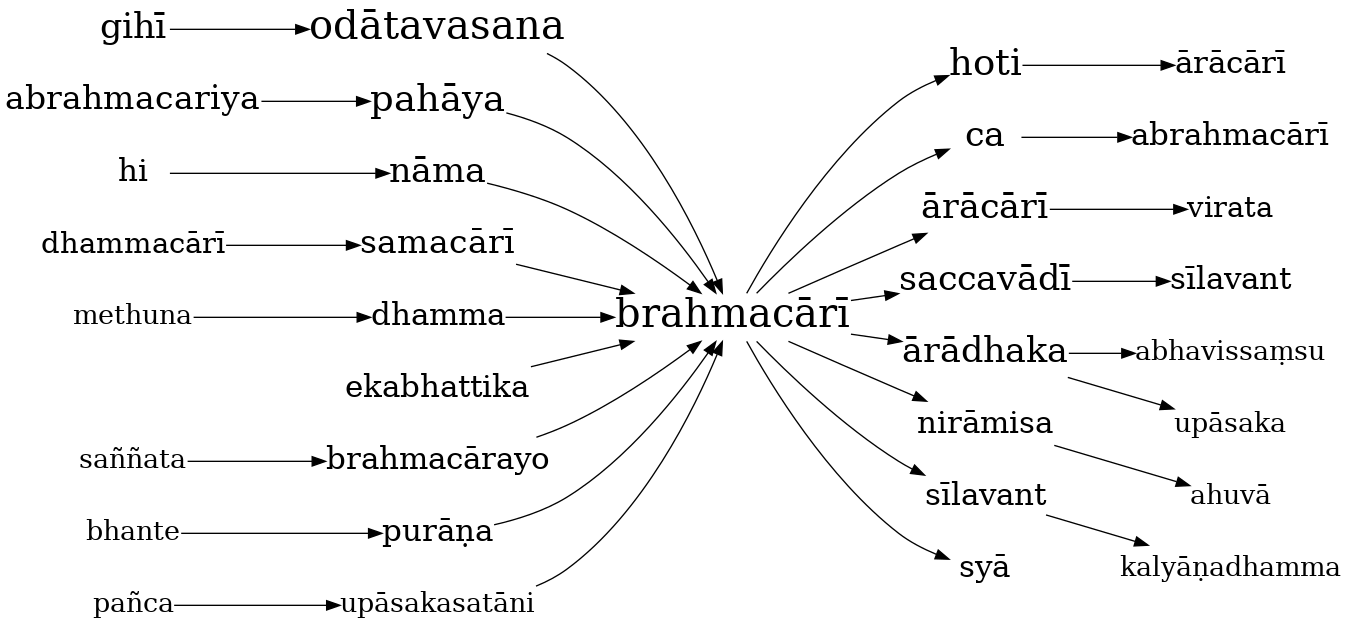 gihī odātavasana
abrahmacariya pahāya
hi nāma
dhammacārī samacārī
methuna dhamma
ekabhattika
saññata brahmacārayo
bhante purāṇa
pañca upāsakasatāni
brahmacārī
hoti ārācārī
ca abrahmacārī
ārācārī virata
saccavādī sīlavant
ārādhaka abhavissaṃsu
upāsaka
nirāmisa
ahuvā
sīlavant
kalyāṇadhamma
syā